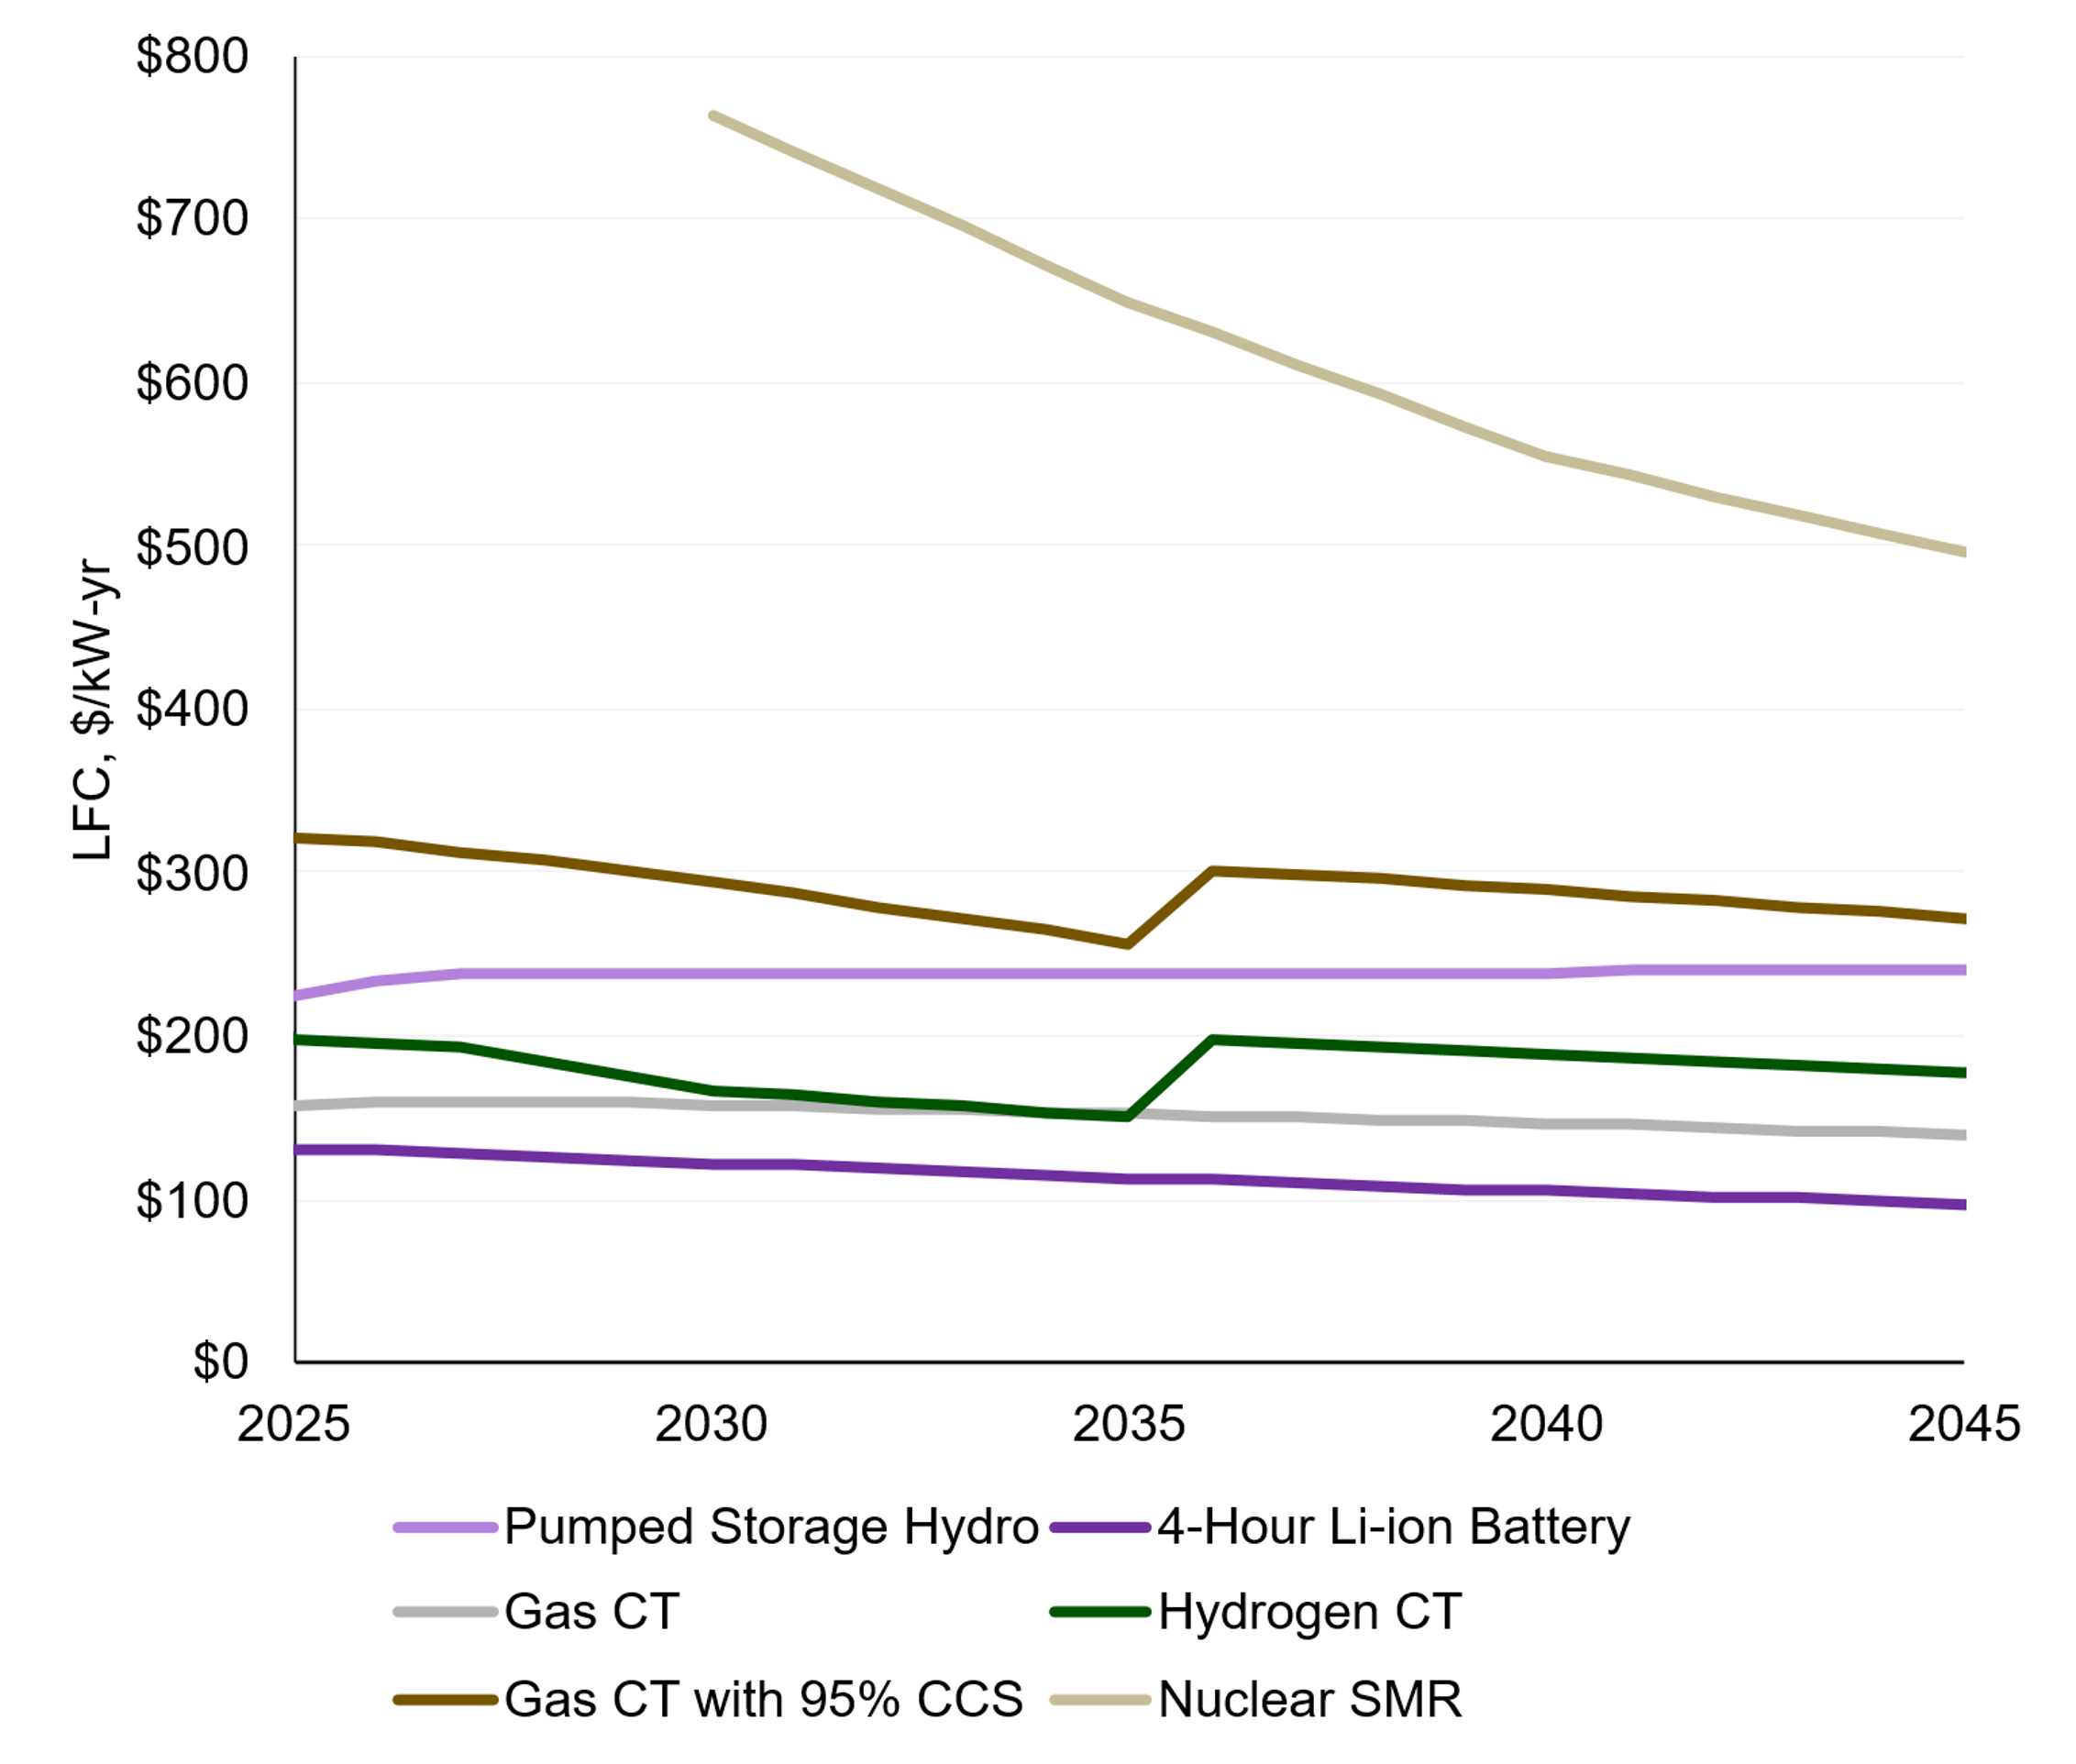 $800
$700
$600
$500
$400
$300
$200
$100
$0
LFC, $/kW-yr
2025 2030 2035 2040 2045
Pumped Storage Hydro 4-Hour Li-ion Battery
Gas CT Hydrogen CT
Gas CT with 95% CCS Nuclear SMR